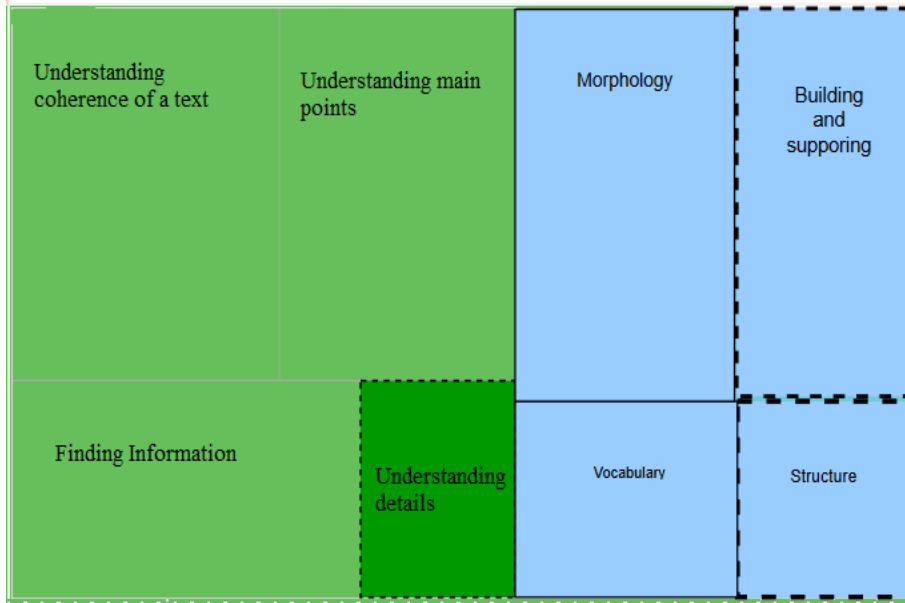 Understanding
coherence of a text
Understanding main
points
Morphology
Building
and
supporing
Finding Information
Understanding
details
Vocabulary
Structure